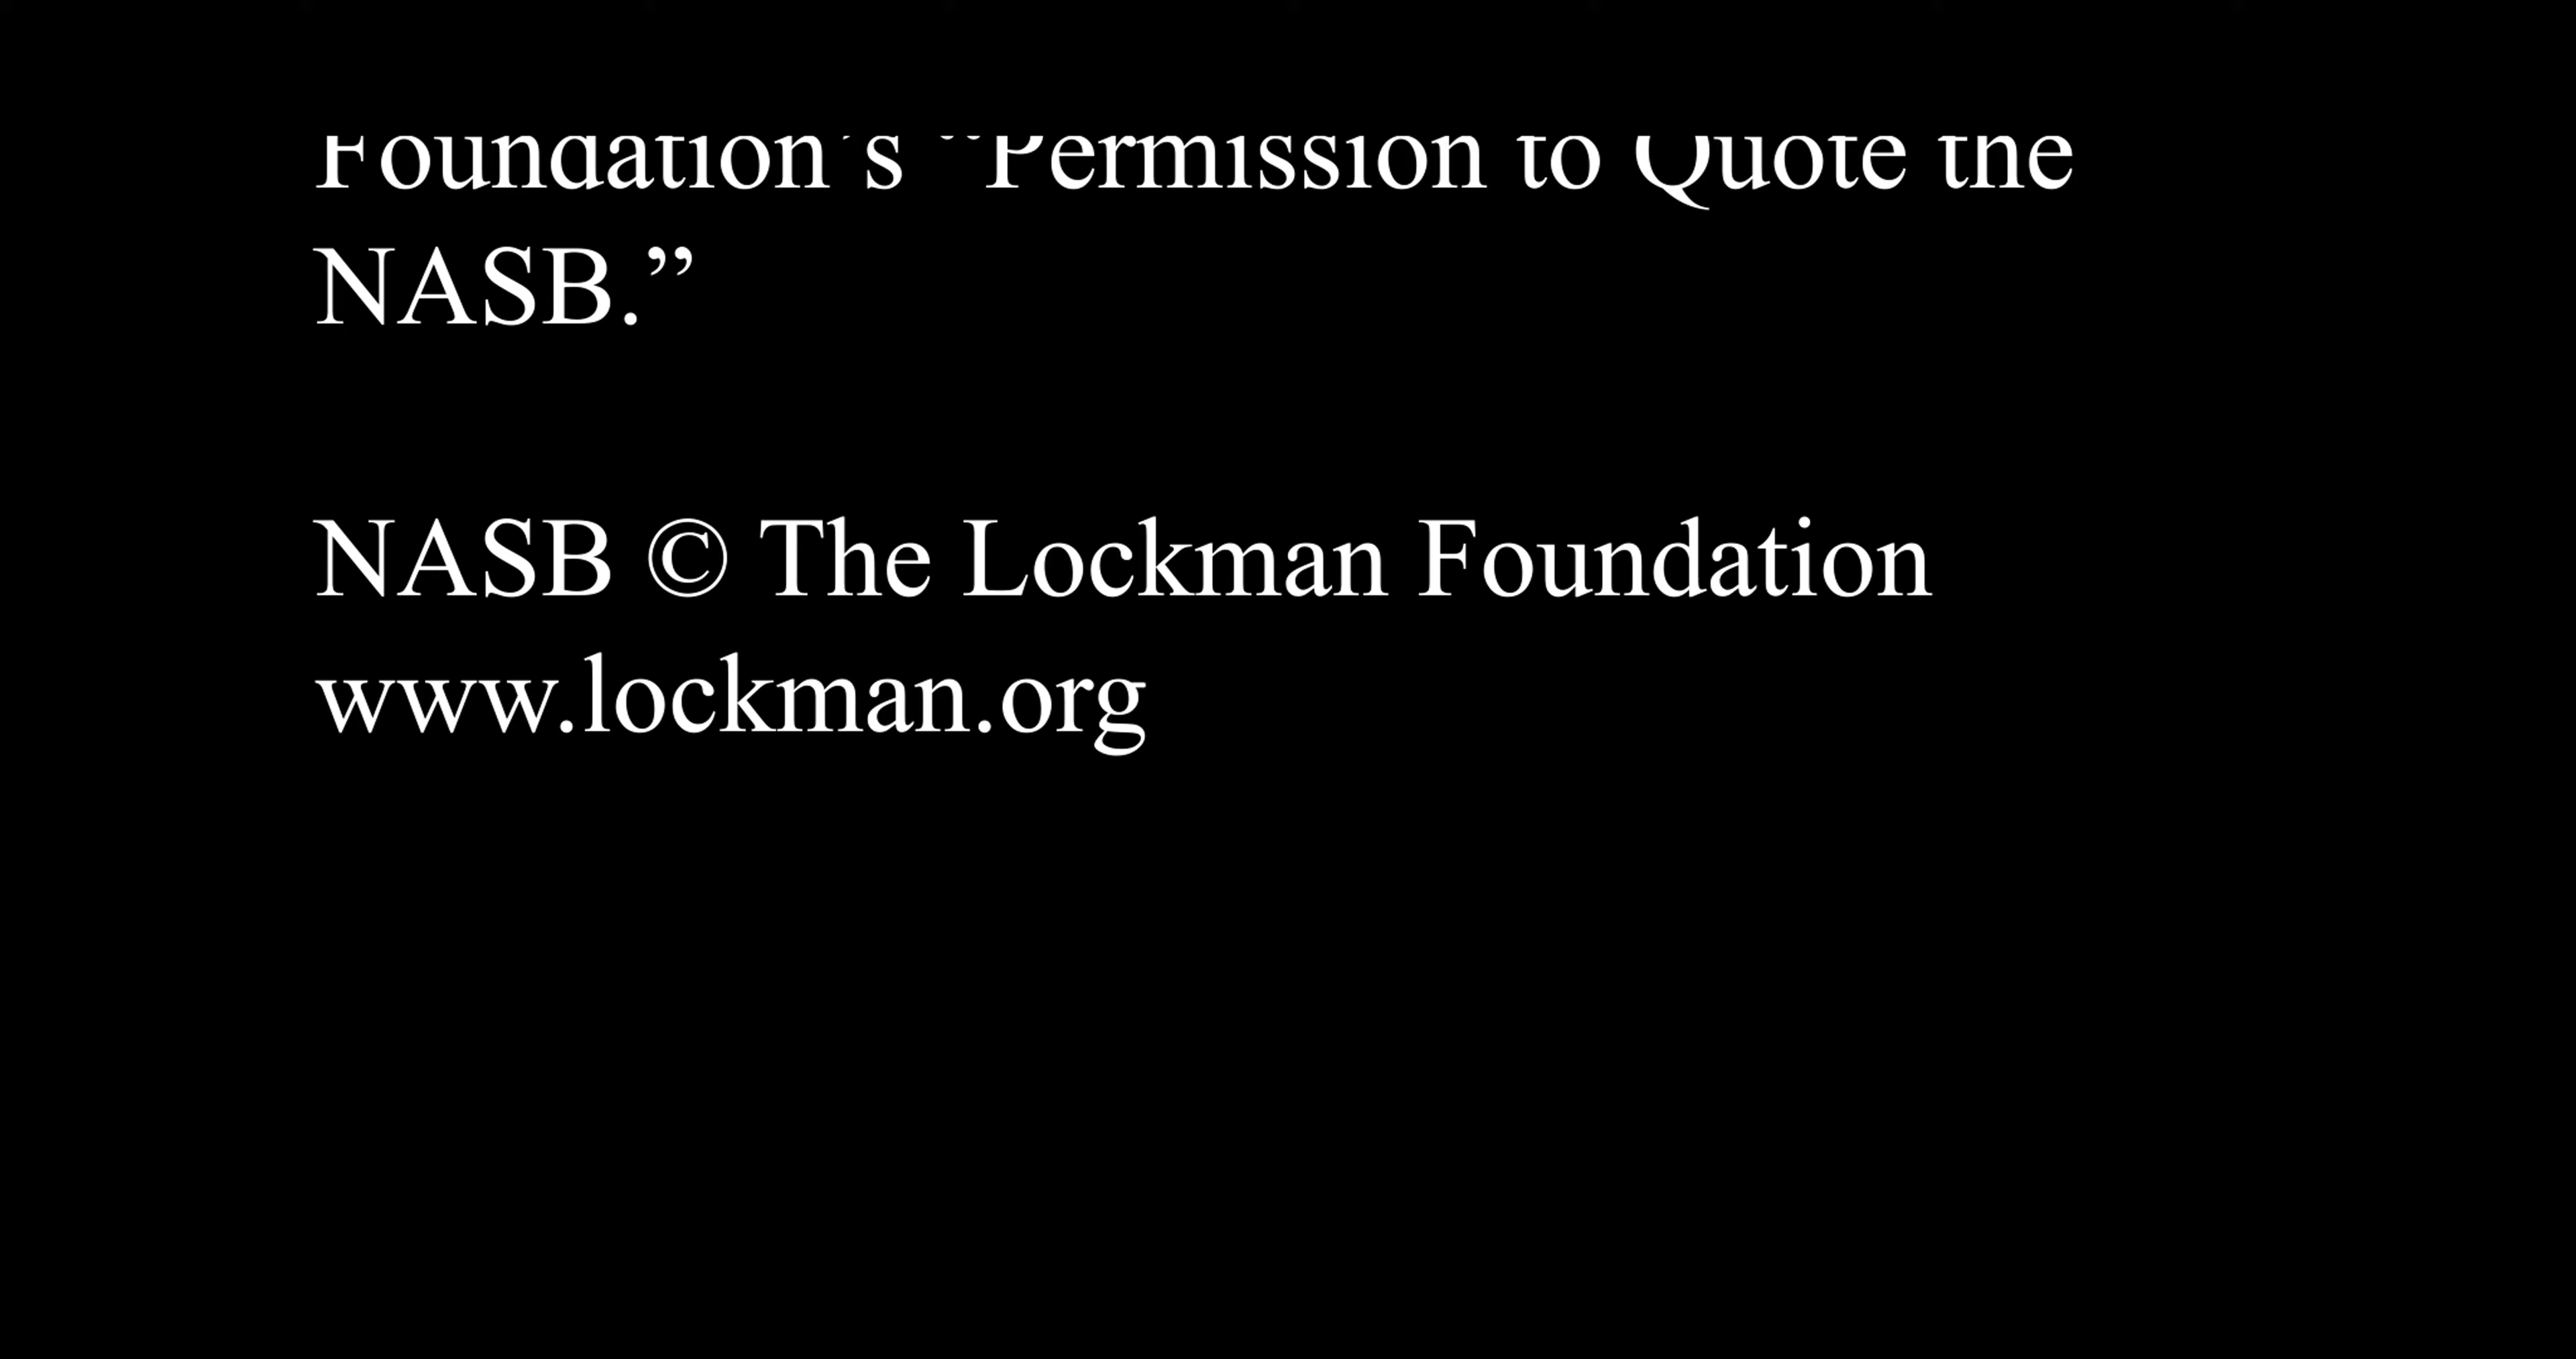 Foundation’s “Permission to Quote the
NASB.”
NASB © The Lockman Foundation
www.lockman.org